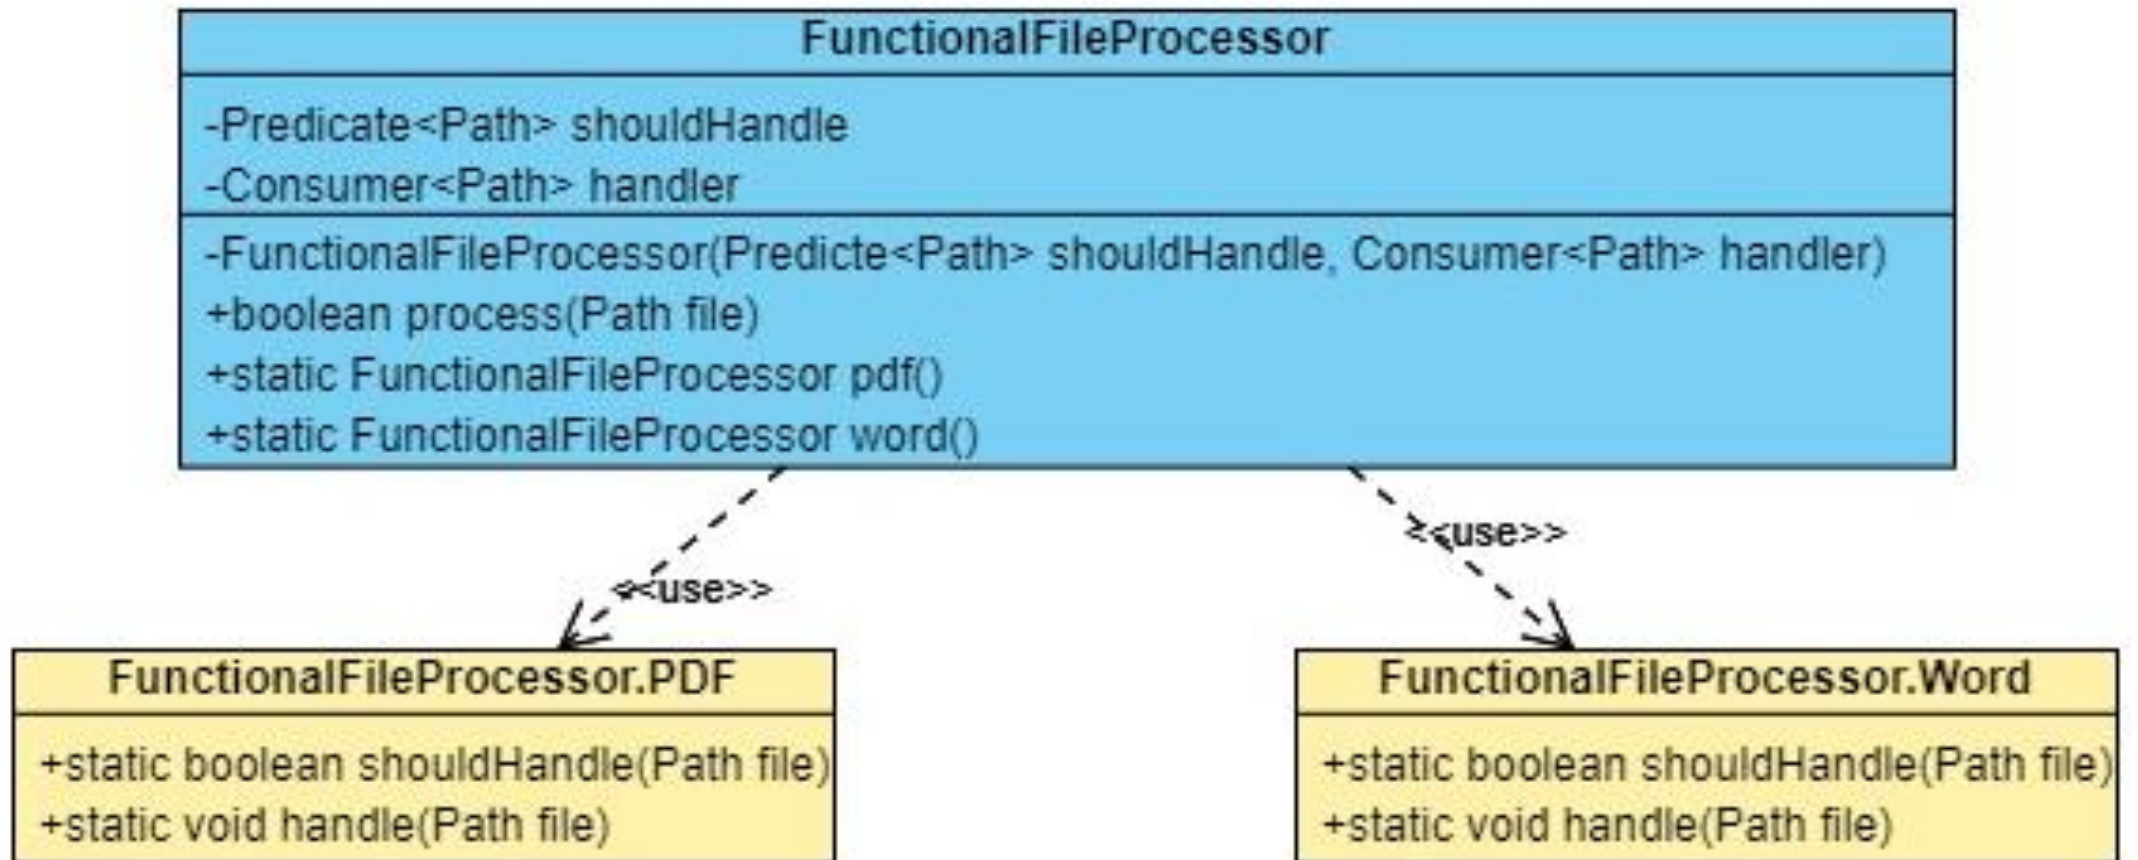 FunctionalFileProcessor
-Predicate<Path> shouldHandle
-Consumer<Path> handler
-FunctionalFileProcessor(Predicte<Path> shouldHandle, Consumer<Path> handler)
+boolean process(Path file)
+static FunctionalFileProcessor pdf()
+static FunctionalFileProcessor word()
<<use>>
<<use>>
FunctionalFileProcessor.PDF
+static boolean shouldHandle(Path file)
+static void handle(Path file)
FunctionalFileProcessor.Word
+static boolean shouldHandle(Path file)
+static void handle(Path file)